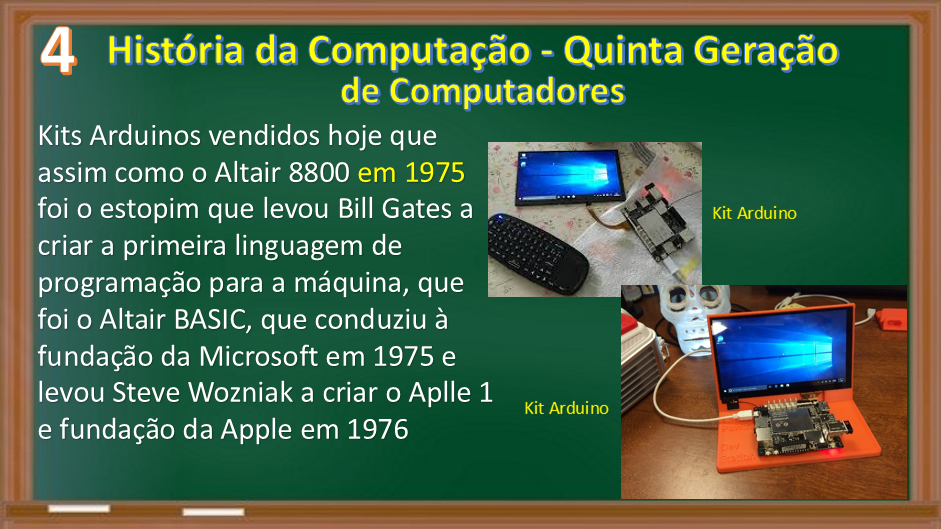 4
História da Computação - Quinta Geração
de Computadores
Kits Arduinos vendidos hoje que
assim como o Altair 8800 em 1975
foi o estopim que levou Bill Gates a
criar a primeira linguagem de
programação para a máquina, que
foi o Altair BASIC, que conduziu à
fundação da Microsoft em 1975 e
levou Steve Wozniak a criar o Aplle 1
e fundação da Apple em 1976
Kit Arduino
Kit Arduino